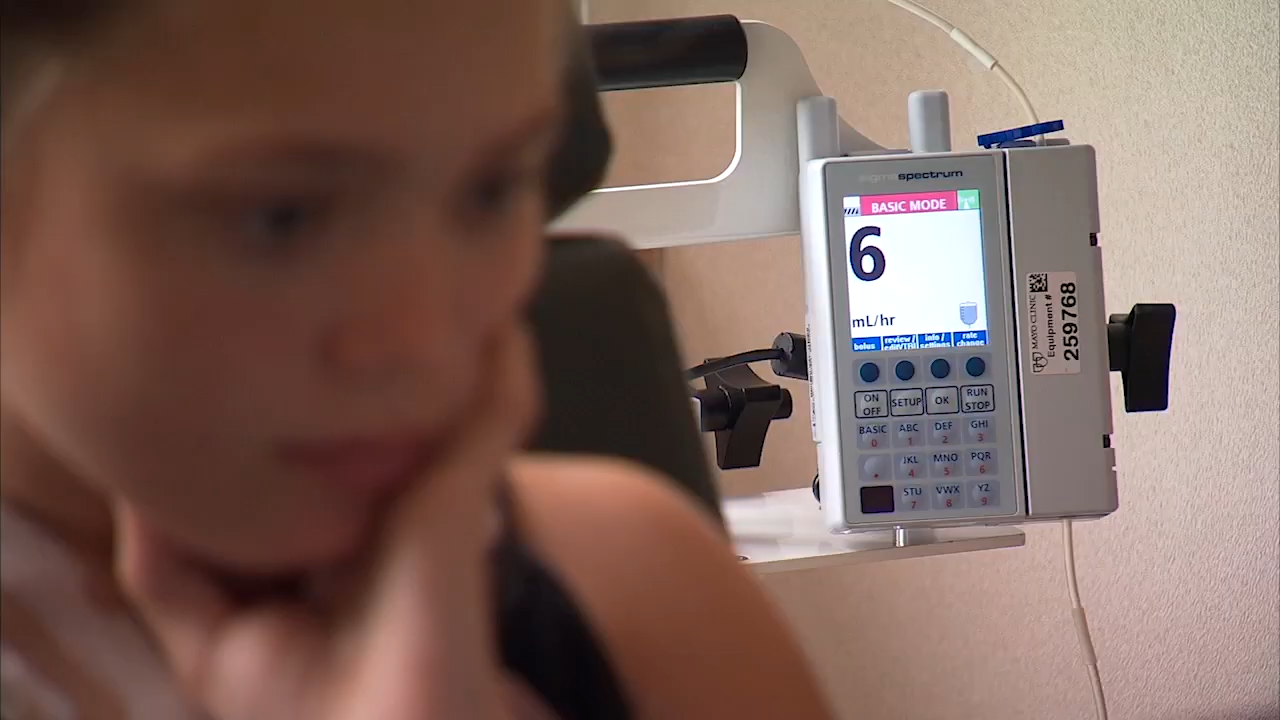 sigmaspectrum
BASIC MODE
6
mL/hr
bolus review / edit VTBI info / settings rate change
ON OFF SETUP OK RUN STOP
BASIC 0 ABC 1 DEF 2 GHI 3
. JKL 4 MNO 5 PQR 6
STU 7 VWX 8 YZ 9
MAYO CLINIC
Equipment #
259768